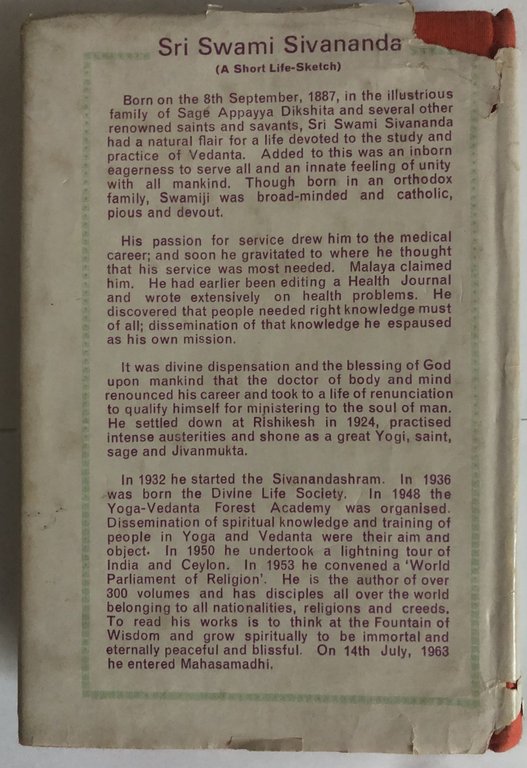 Sri Swami Sivananda
(A Short Life-Sketch)
Born on the 8th September, 1887, in the illustrious
family of Sage Appayya Dikshita and several other
renowned saints and savants, Sri Swami Sivananda
had a natural flair for a life devoted to the study and
practice of Vedanta. Added to this was an inborn
eagerness to serve all and an innate feeling of unity
with all mankind. Though born in an orthodox
family, Swamiji was broad-minded and catholic,
pious and devout.
His passion for service drew him to the medical
career; and soon he gravitated to where he thought
that his service was most needed. Malaya claimed
him. He had earlier been editing a Health Journal
and wrote extensively on health problems. He
discovered that people needed right knowledge must
of all; dissemination of that knowledge he espaused
as his own mission.
It was divine dispensation and the blessing of God
upon mankind that the doctor of body and mind
renounced his career and took to a life of renunciation
to qualify himself for ministering to the soul of man.
He settled down at Rishikesh in 1924, practised
intense austerities and shone as a great Yogi, saint,
sage and Jivanmukta.
In 1932 he started the Sivanandashram. In 1936
was born the Divine Life Society. In 1948 the
Yoga-Vedanta Forest Academy was organised.
Dissemination of spiritual knowledge and training of
people in Yoga and Vedanta were their aim and
object. In 1950 he undertook a lightning tour of
India and Ceylon. In 1953 he convened a 'World
Parliament of Religion'. He is the author of over
300 volumes and has disciples all over the world
belonging to all nationalities, religions and creeds.
To read his works is to think at the Fountain of
Wisdom and grow spiritually to be immortal and
eternally peaceful and blissful. On 14th July, 1963
he entered Mahasamadhi.